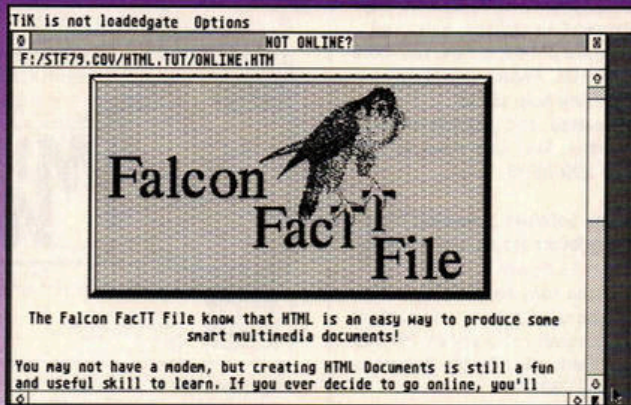 STiK is not loadedgate Options
NOT ONLINE?
F:/STF79.COV/HTML.TUT/ONLINE.HTM
Falcon
FacTT
File
The Falcon FacTT File know that HTML is an easy way to produce some
smart multimedia documents!
You may not have a modem, but creating HTML Documents is still a fun
and useful skill to learn. If you ever decide to go online, you'll